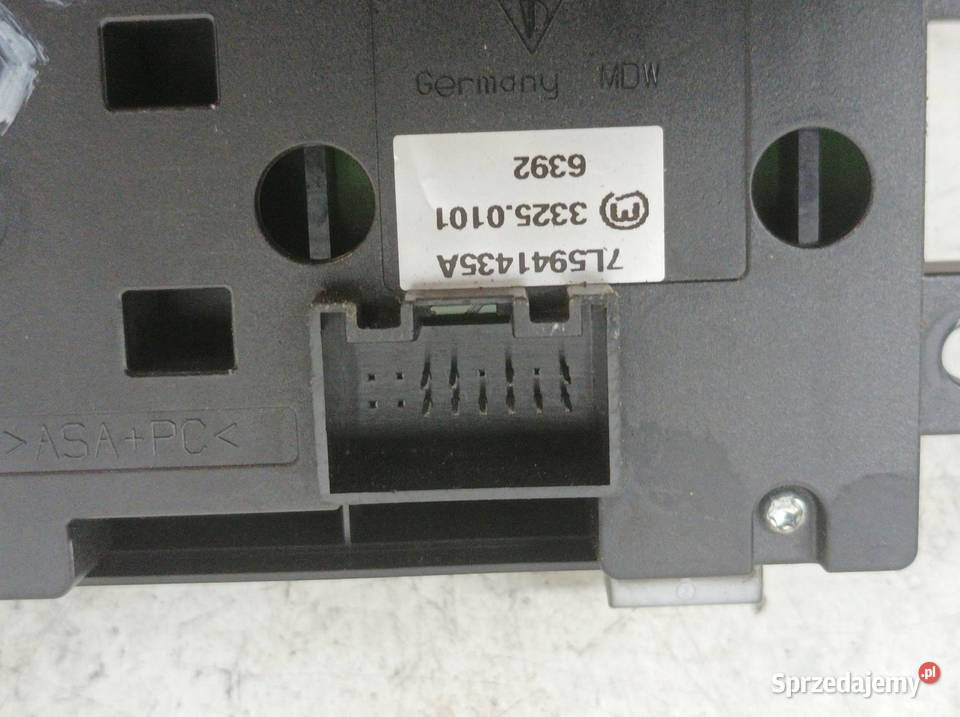 Germany MDW
7L5941435A
3325.0101
6392
>ASA+PC<
Sprzedajemy.pl